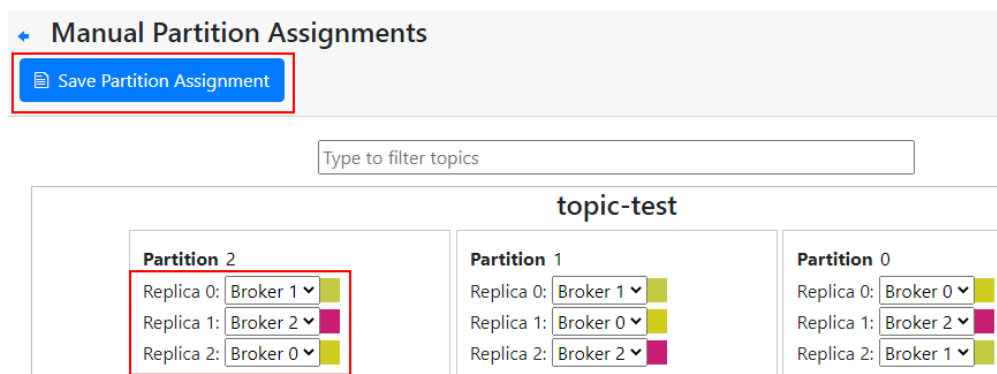 Manual Partition Assignments
Save Partition Assignment
Type to filter topics
topic-test
Partition 2
Replica 0: Broker 1
Replica 1: Broker 2
Replica 2: Broker 0
Partition 1
Replica 0: Broker 1
Replica 1: Broker 0
Replica 2: Broker 2
Partition 0
Replica 0: Broker 0
Replica 1: Broker 2
Replica 2: Broker 1